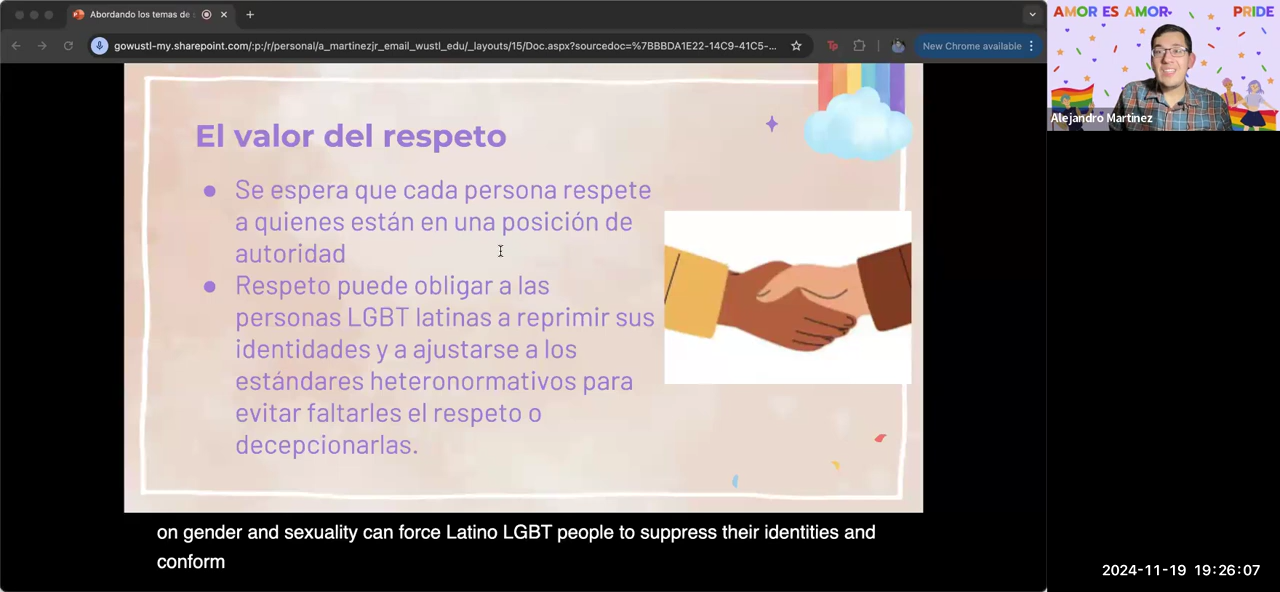 Abordando los temas de
gowustl-my.sharepoint.com/:p:/r/personal/a_martinezjr_email_wustl_edu/_layouts/15/Doc.aspx?sourcedoc=%7BBBDA1E22-14C9-41C5-...
New Chrome available
AMOR ES AMOR PRIDE
Alejandro Martinez
El valor del respeto
● Se espera que cada persona respete
a quienes están en una posición de
autoridad
● Respeto puede obligar a las
personas LGBT latinas a reprimir sus
identidades y a ajustarse a los
estándares heteronormativos para
evitar faltarles el respeto o
decepcionarlas.
on gender and sexuality can force Latino LGBT people to suppress their identities and
conform
2024-11-19 19:26:07